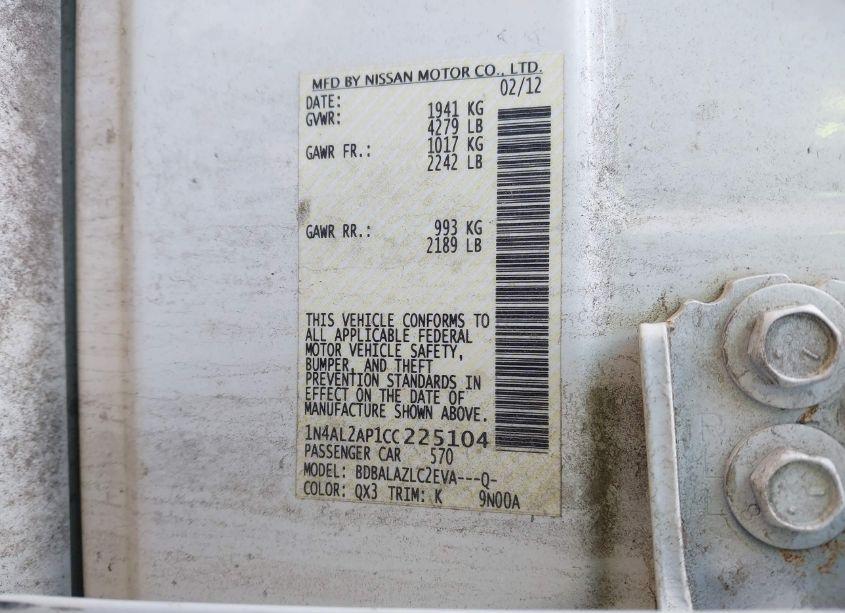 MFD BY NISSAN MOTOR CO., LTD.
DATE: 02/12
GVWR: 1941 KG
4279 LB
GAWR FR.: 1017 KG
2242 LB
GAWR RR.: 993 KG
2189 LB
THIS VEHICLE CONFORMS TO
ALL APPLICABLE FEDERAL
MOTOR VEHICLE SAFETY,
BUMPER, AND THEFT
PREVENTION STANDARDS IN
EFFECT ON THE DATE OF
MANUFACTURE SHOWN ABOVE.
1N4AL2AP1CC225104
PASSENGER CAR 570
MODEL: BDBALAZLC2EVA---Q-
COLOR: QX3 TRIM: K 9N00A